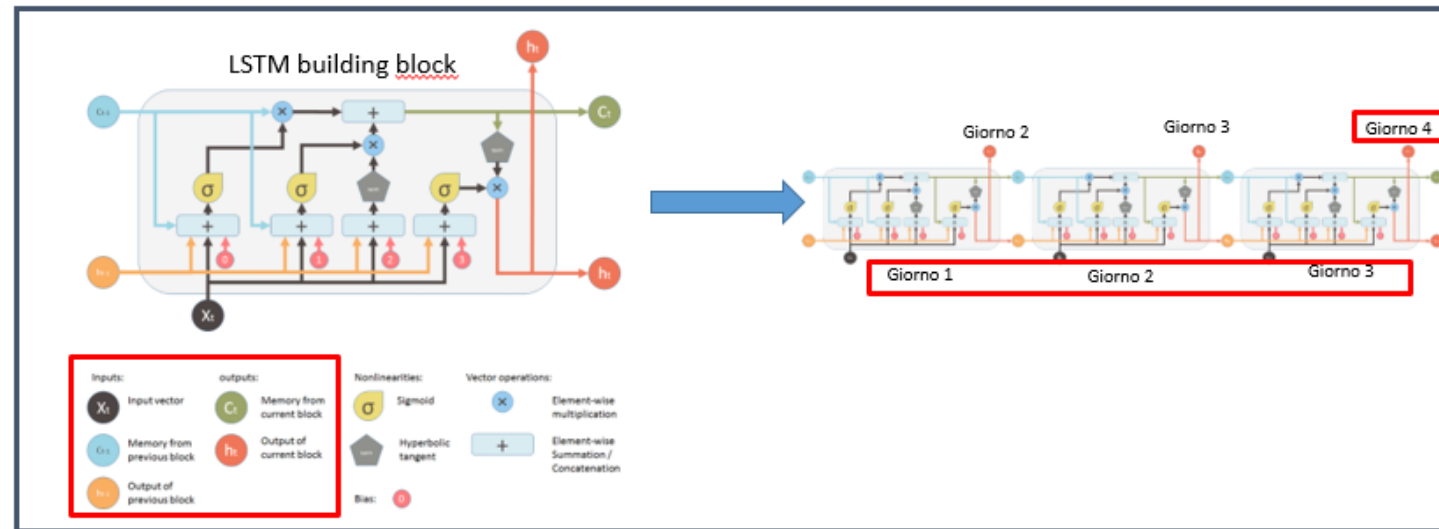 LSTM building block
hₜ
Cₜ₋₁
×
+
Cₜ
×
tanh
σ
σ
tanh
σ
×
+
+
+
+
0
1
2
3
hₜ₋₁
hₜ
Xₜ
Giorno 2
Giorno 3
Giorno 4
Giorno 1
Giorno 2
Giorno 3
Inputs:
outputs:
Nonlinearities:
Vector operations:
Xₜ
Input vector
Cₜ
Memory from
current block
σ
Sigmoid
×
Element-wise
multiplication
Cₜ₋₁
Memory from
previous block
hₜ
Output of
current block
tanh
Hyperbolic
tangent
+
Element-wise
Summation /
Concatenation
hₜ₋₁
Output of
previous block
Bias:
0